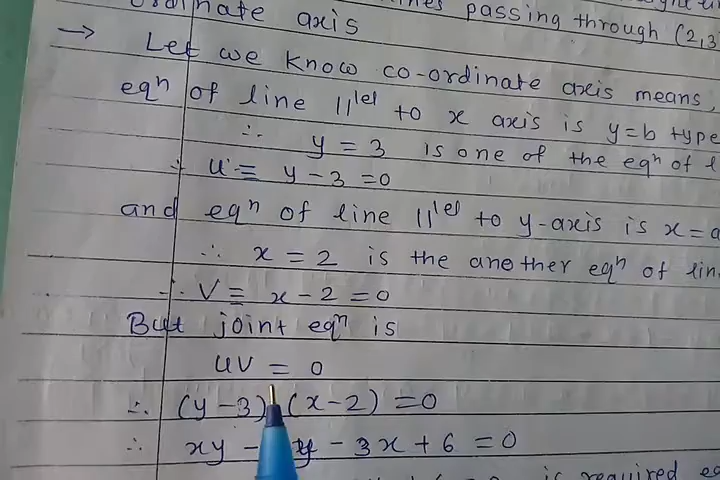 ordinate axis
lines passing through (2,3
→ Let we know co-ordinate axis means,
eqⁿ of line ||ˡᵉˡ to x axis is y=b type
∴ y = 3 is one of the eqⁿ of l
∴ u ≡ y - 3 = 0
and eqⁿ of line ||ˡᵉˡ to y-axis is x = a
∴ x = 2 is the another eqⁿ of lin
∴ V ≡ x - 2 = 0
But joint eqⁿ is
uv = 0
∴ (y - 3) (x - 2) = 0
∴ xy - y - 3x + 6 = 0
is required eq